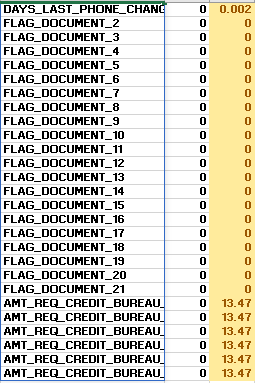 DAYS_LAST_PHONE_CHANG 0 0.002
FLAG_DOCUMENT_2 0 0
FLAG_DOCUMENT_3 0 0
FLAG_DOCUMENT_4 0 0
FLAG_DOCUMENT_5 0 0
FLAG_DOCUMENT_6 0 0
FLAG_DOCUMENT_7 0 0
FLAG_DOCUMENT_8 0 0
FLAG_DOCUMENT_9 0 0
FLAG_DOCUMENT_10 0 0
FLAG_DOCUMENT_11 0 0
FLAG_DOCUMENT_12 0 0
FLAG_DOCUMENT_13 0 0
FLAG_DOCUMENT_14 0 0
FLAG_DOCUMENT_15 0 0
FLAG_DOCUMENT_16 0 0
FLAG_DOCUMENT_17 0 0
FLAG_DOCUMENT_18 0 0
FLAG_DOCUMENT_19 0 0
FLAG_DOCUMENT_20 0 0
FLAG_DOCUMENT_21 0 0
AMT_REQ_CREDIT_BUREAU_ 0 13.47
AMT_REQ_CREDIT_BUREAU_ 0 13.47
AMT_REQ_CREDIT_BUREAU_ 0 13.47
AMT_REQ_CREDIT_BUREAU_ 0 13.47
AMT_REQ_CREDIT_BUREAU_ 0 13.47
AMT_REQ_CREDIT_BUREAU_ 0 13.47